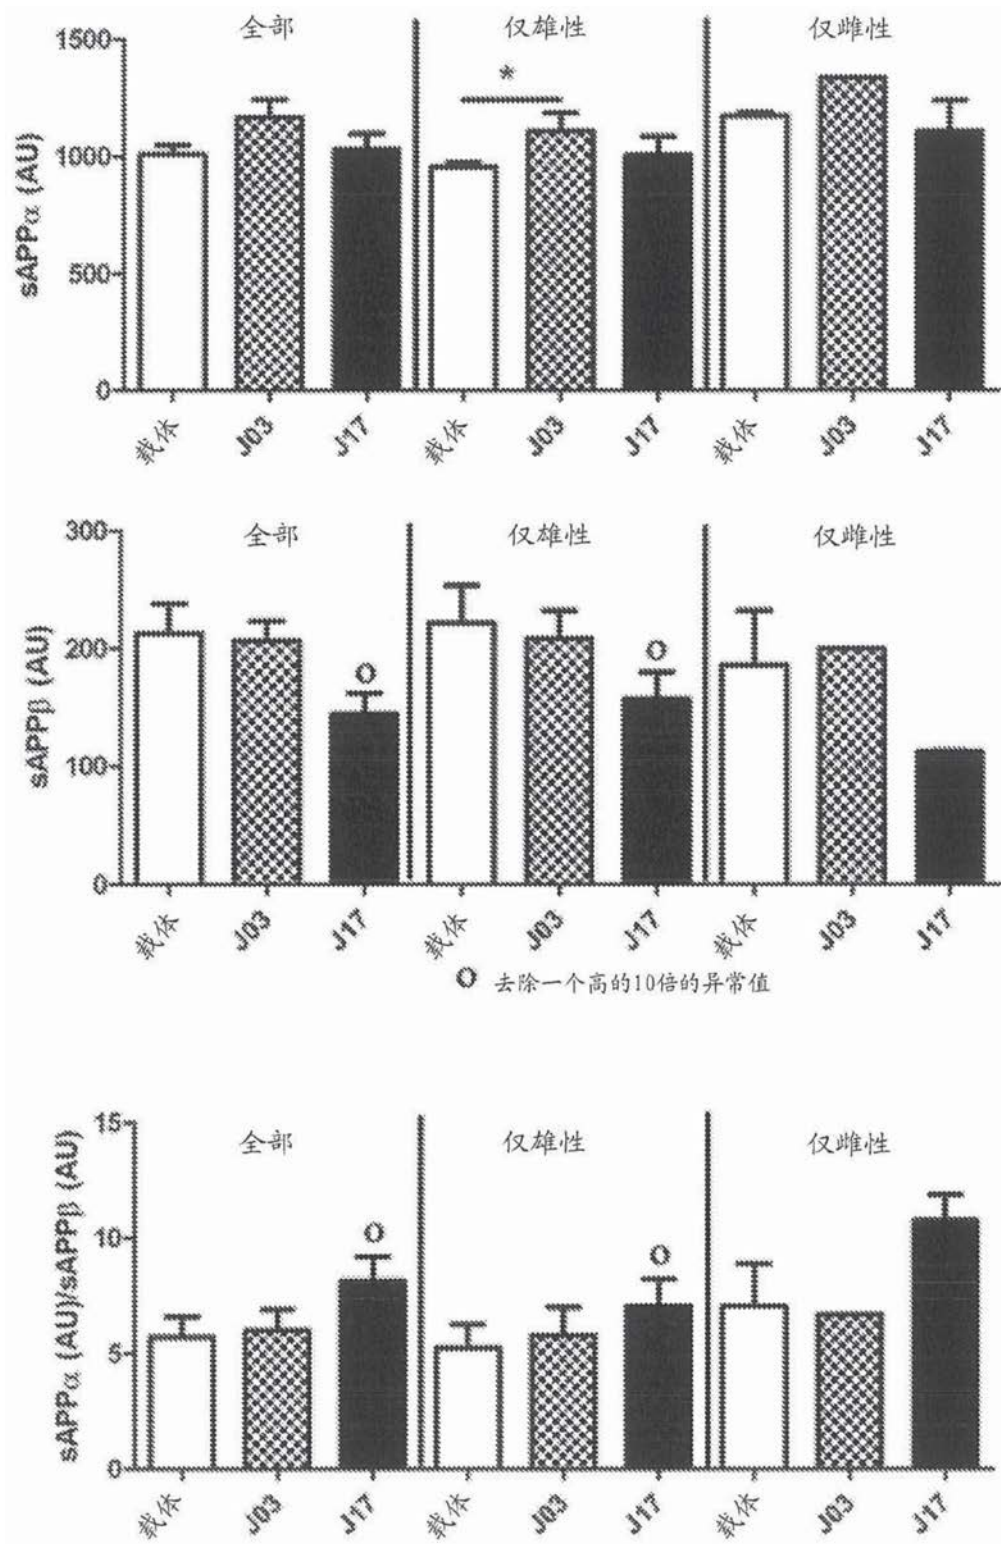 全部 仅雄性 仅雌性
1500
*
1000
500
0
sAPPα (AU)
载体 J03 J17 载体 J03 J17 载体 J03 J17
全部 仅雄性 仅雌性
300
200
100
0
sAPPβ (AU)
O O
载体 J03 J17 载体 J03 J17 载体 J03 J17
O 去除一个高的10倍的异常值
全部 仅雄性 仅雌性
15
10
5
0
sAPPα (AU)/sAPPβ (AU)
O O
载体 J03 J17 载体 J03 J17 载体 J03 J17